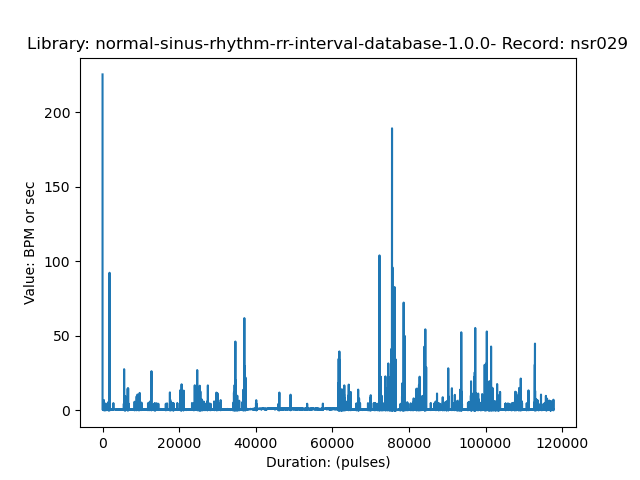 Library: normal-sinus-rhythm-rr-interval-database-1.0.0- Record: nsr029
200
150
100
50
0
Value: BPM or sec
0 20000 40000 60000 80000 100000 120000
Duration: (pulses)